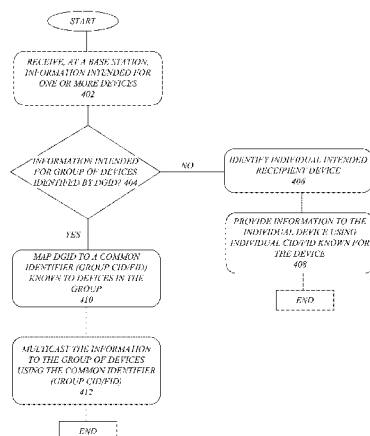 START
RECEIVE, AT A BASE STATION,
INFORMATION INTENDED FOR
ONE OR MORE DEVICYS
402
INFORMATION INTENDED
FOR GROUP OF DEVICES
IDENTIFIED BY DGID? 404
NO
IDENTIFY INDIVIDUAL INTENDED
RECEIPIENT DEVICE
406
YES
PROVIDE INFORMATION TO THE
INDIVIDUAL DEVICE USING
INDIVIDUAL CID/FID KNOWN FOR
THE DEVICE
408
MAP DGID TO A COMMON
IDENTIFIER (GROUP CID/FID)
KNOWN TO DEVICES IN THE
GROUP
410
END
MULTICAST THE INFORMATION
TO THE GROUP OF DEVICES
USING THE COMMON IDENTIFIER
(GROUP CID/FID)
412
END